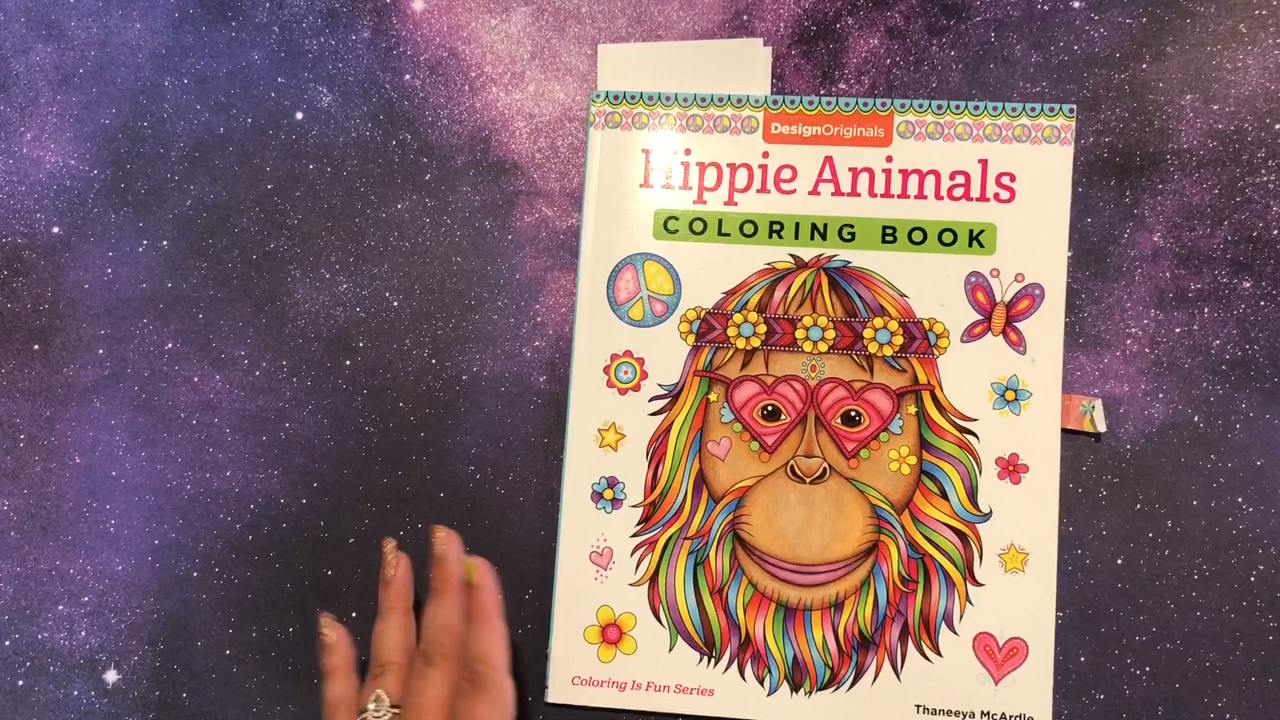 DesignOriginals
Hippie Animals
COLORING BOOK
Coloring Is Fun Series
Thaneeya McArdle